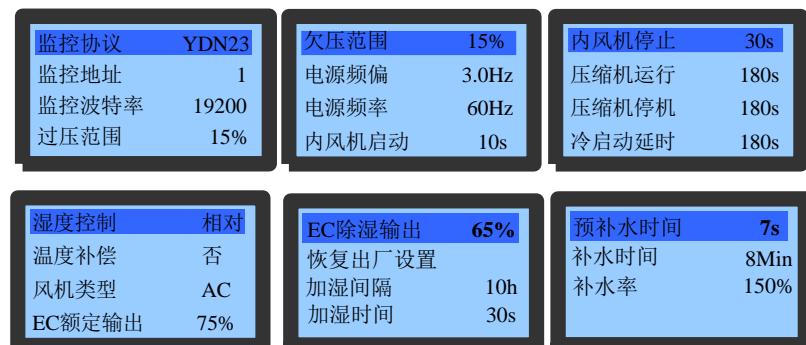 监控协议 YDN23
监控地址 1
监控波特率 19200
过压范围 15%
欠压范围 15%
电源频偏 3.0Hz
电源频率 60Hz
内风机启动 10s
内风机停止 30s
压缩机运行 180s
压缩机停机 180s
冷启动延时 180s
湿度控制 相对
温度补偿 否
风机类型 AC
EC额定输出 75%
EC除湿输出 65%
恢复出厂设置
加湿间隔 10h
加湿时间 30s
预补水时间 7s
补水时间 8Min
补水率 150%